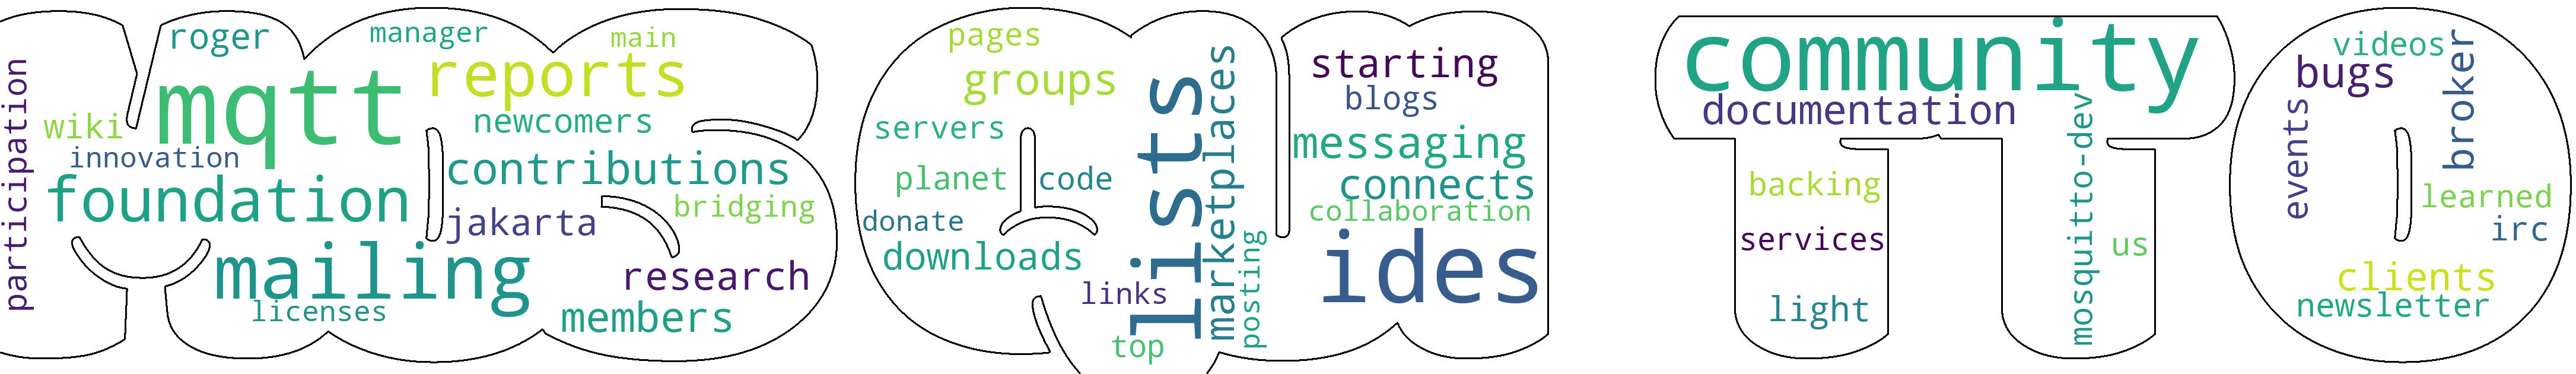 participation
roger
manager
main
mqtt
reports
wiki
newcomers
innovation
contributions
foundation
jakarta
bridging
mailing
research
licenses
members
pages
groups
servers
planet
code
donate
downloads
links
top
lists
marketplaces
posting
starting
blogs
messaging
connects
collaboration
ides
community
documentation
backing
services
light
mosquitto-dev
us
videos
bugs
broker
events
learned
irc
clients
newsletter